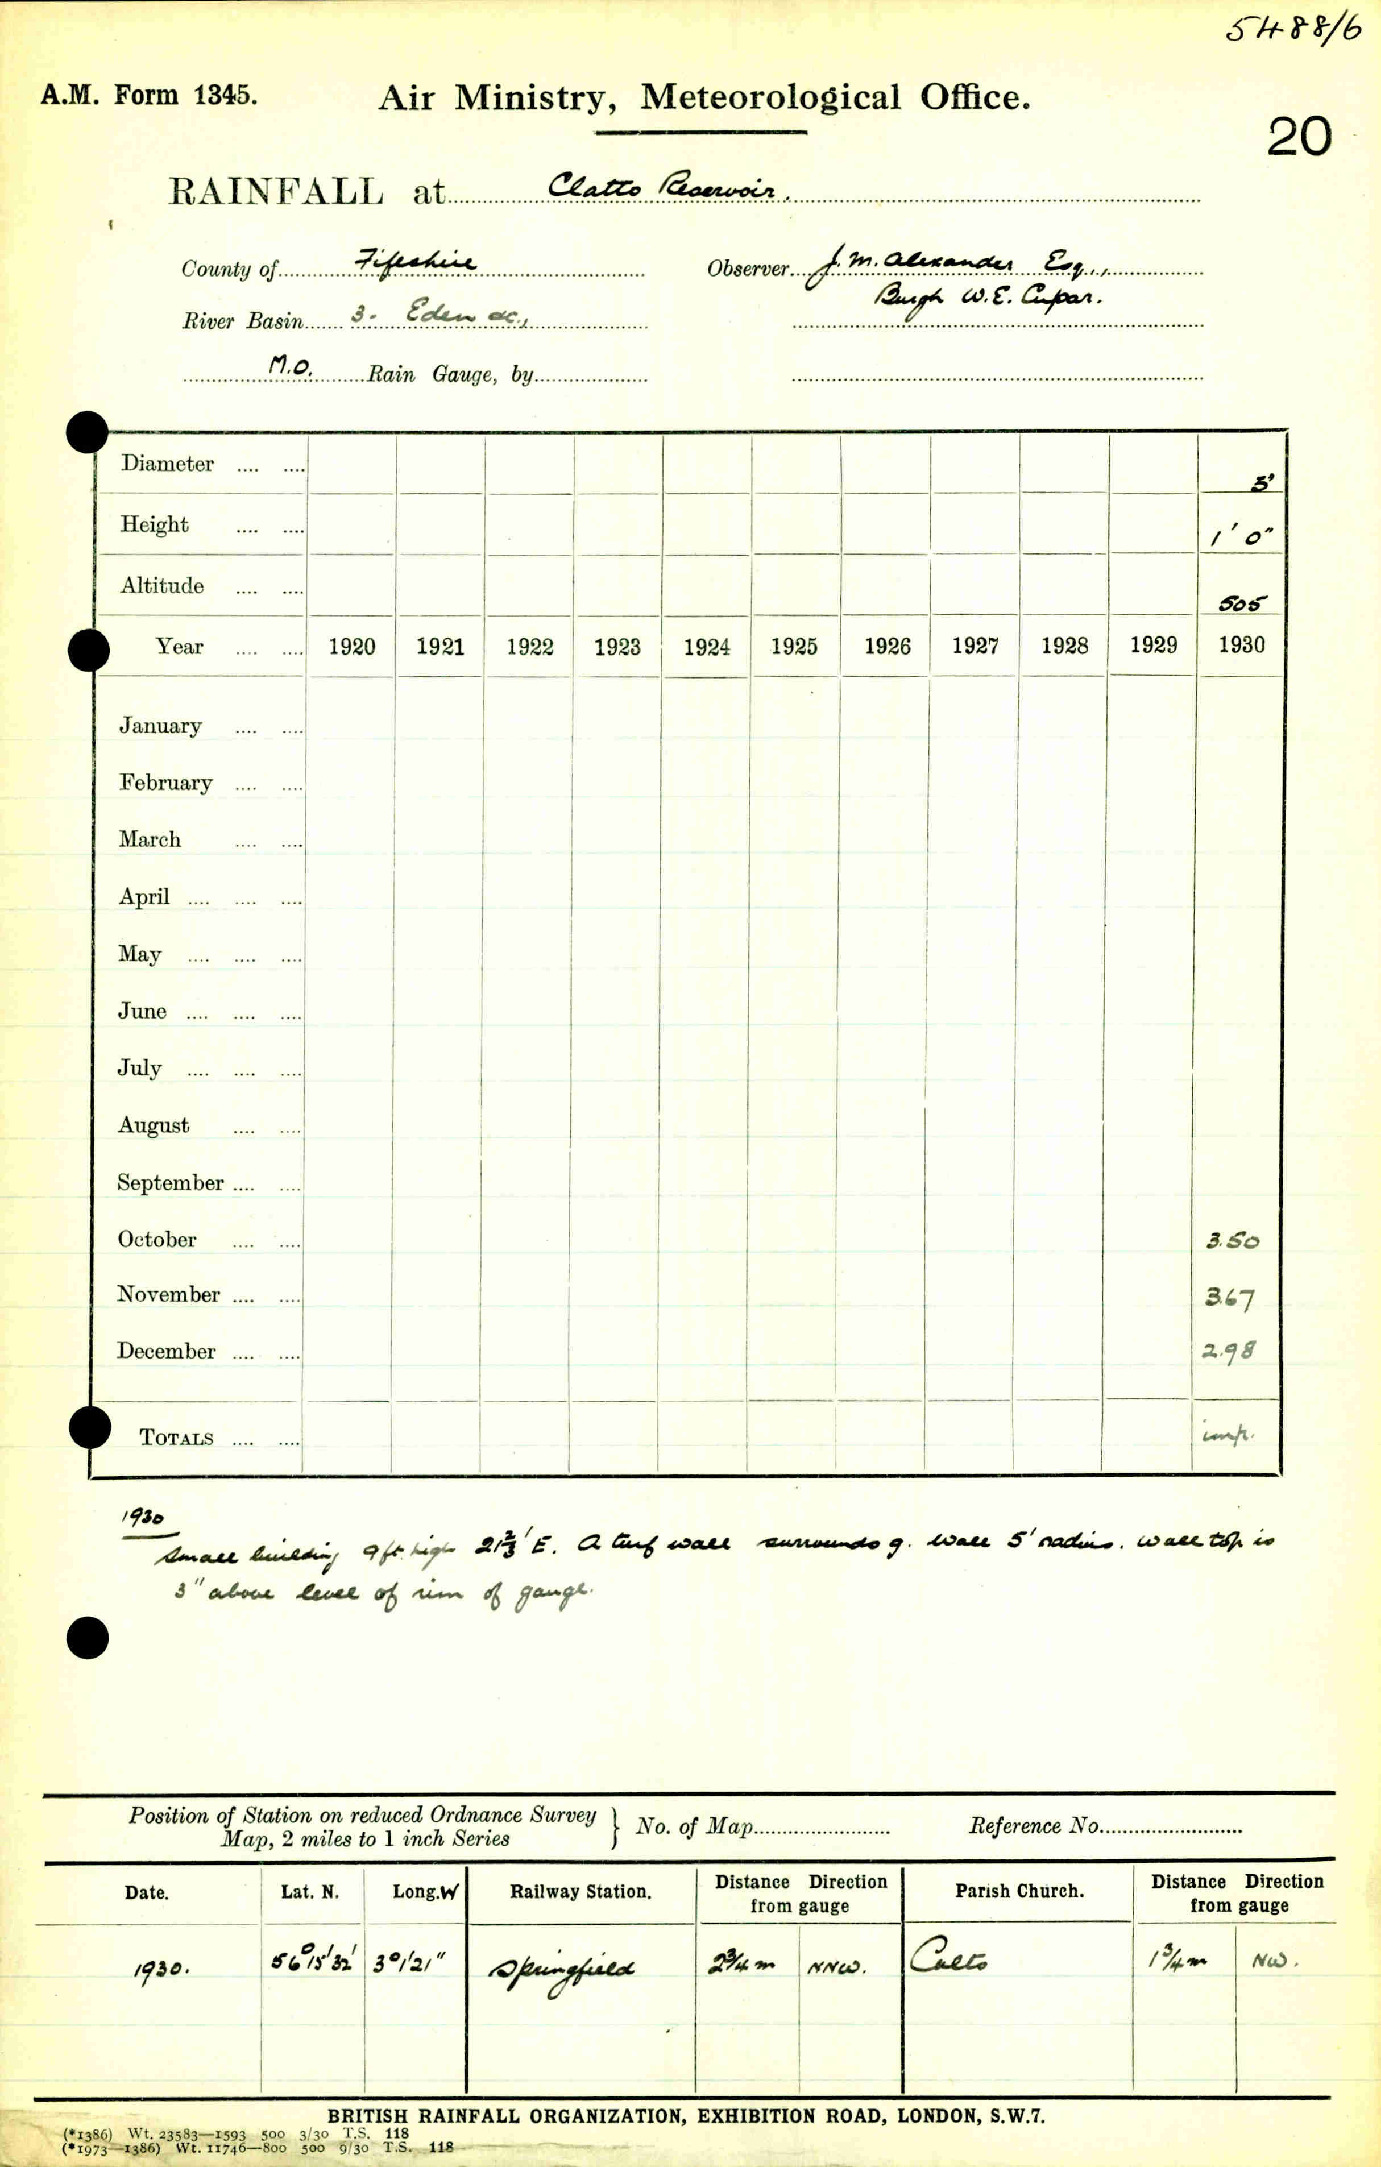 5488/6
A.M. Form 1345.
Air Ministry, Meteorological Office.
20
RAINFALL at Clatto Reservoir.
County of Fifeshire
Observer J. M. Alexander Esq.,
Burgh W.E. Cupar.
River Basin 3. Eden &c.,
M.O. Rain Gauge, by
Diameter .... .... 5"
Height .... .... 1' 0"
Altitude .... .... 505
Year .... .... 1920 1921 1922 1923 1924 1925 1926 1927 1928 1929 1930
January .... ....
February .... ....
March .... ....
April .... .... ....
May .... .... ....
June .... .... ....
July .... .... ....
August .... ....
September .... ....
October .... .... 3.50
November .... .... 3.67
December .... .... 2.98
TOTALS .... .... imp.
1930
Small building 9 ft. high E. A turf wall surrounds g. Wall 5' radius. Wall top is
3" above level of rim of gauge.
Position of Station on reduced Ordnance Survey
Map, 2 miles to 1 inch Series
No. of Map
Reference No.
Date. Lat. N. Long. W Railway Station. Distance Direction from gauge Parish Church. Distance Direction from gauge
1930. 56° 15' 32" 3° 1' 21" Springfield 2 3/4 m NNW. Cults 1 3/4 m NW.
BRITISH RAINFALL ORGANIZATION, EXHIBITION ROAD, LONDON, S.W.7.
(*1386) Wt. 23583—1593 500 3/30 T.S. 118
(*1973—1386) Wt. 11746—800 500 9/30 T.S. 118